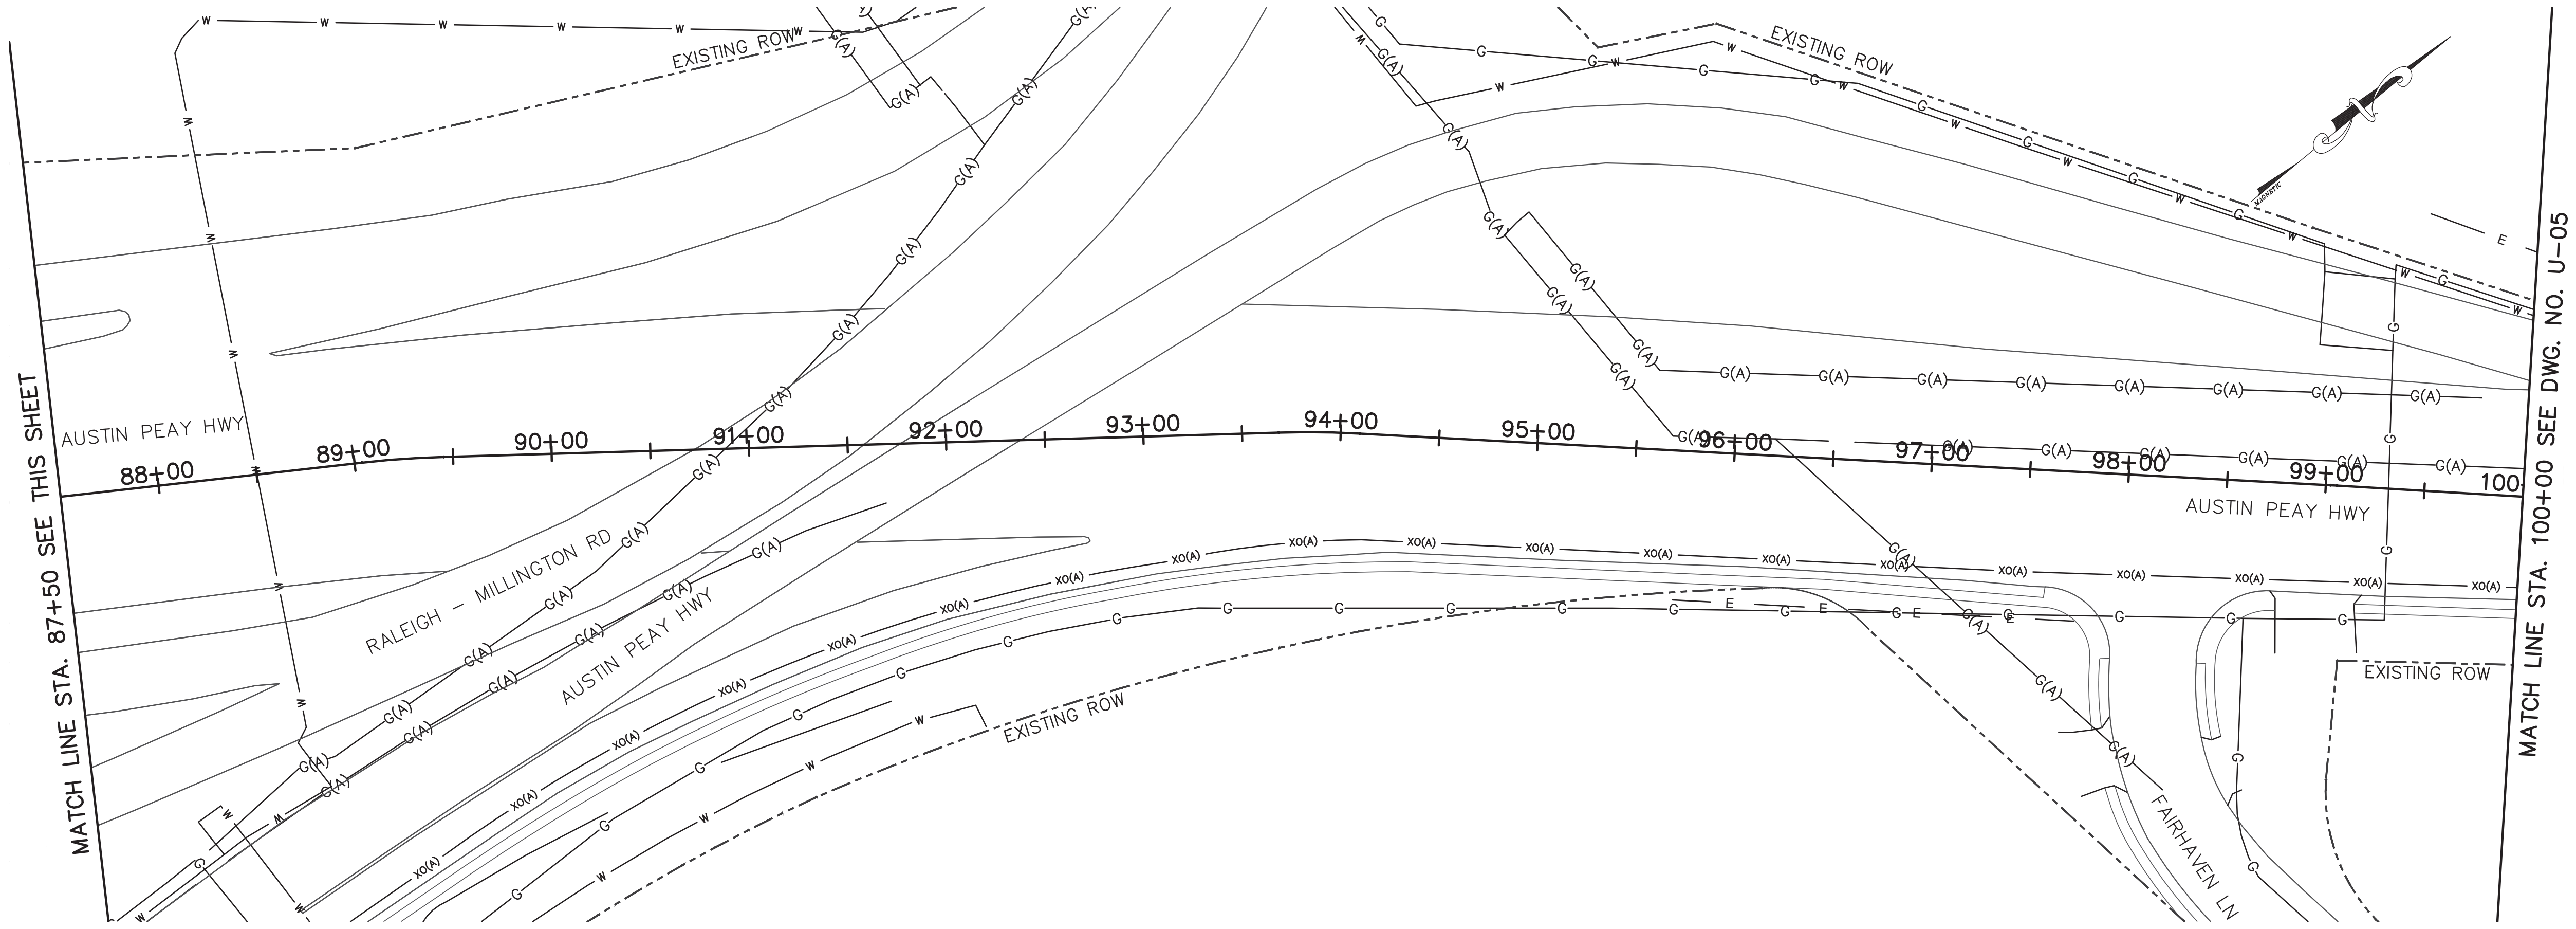 EXISTING ROW
EXISTING ROW
MAGNETIC
E
W
G
G(A)
MATCH LINE STA. 87+50 SEE THIS SHEET
AUSTIN PEAY HWY
88+00
89+00
90+00
91+00
92+00
93+00
94+00
95+00
96+00
97+00
98+00
99+00
100
AUSTIN PEAY HWY
MATCH LINE STA. 100+00 SEE DWG. NO. U-05
RALEIGH - MILLINGTON RD
AUSTIN PEAY HWY
XO(A)
EXISTING ROW
EXISTING ROW
FAIRHAVEN LN